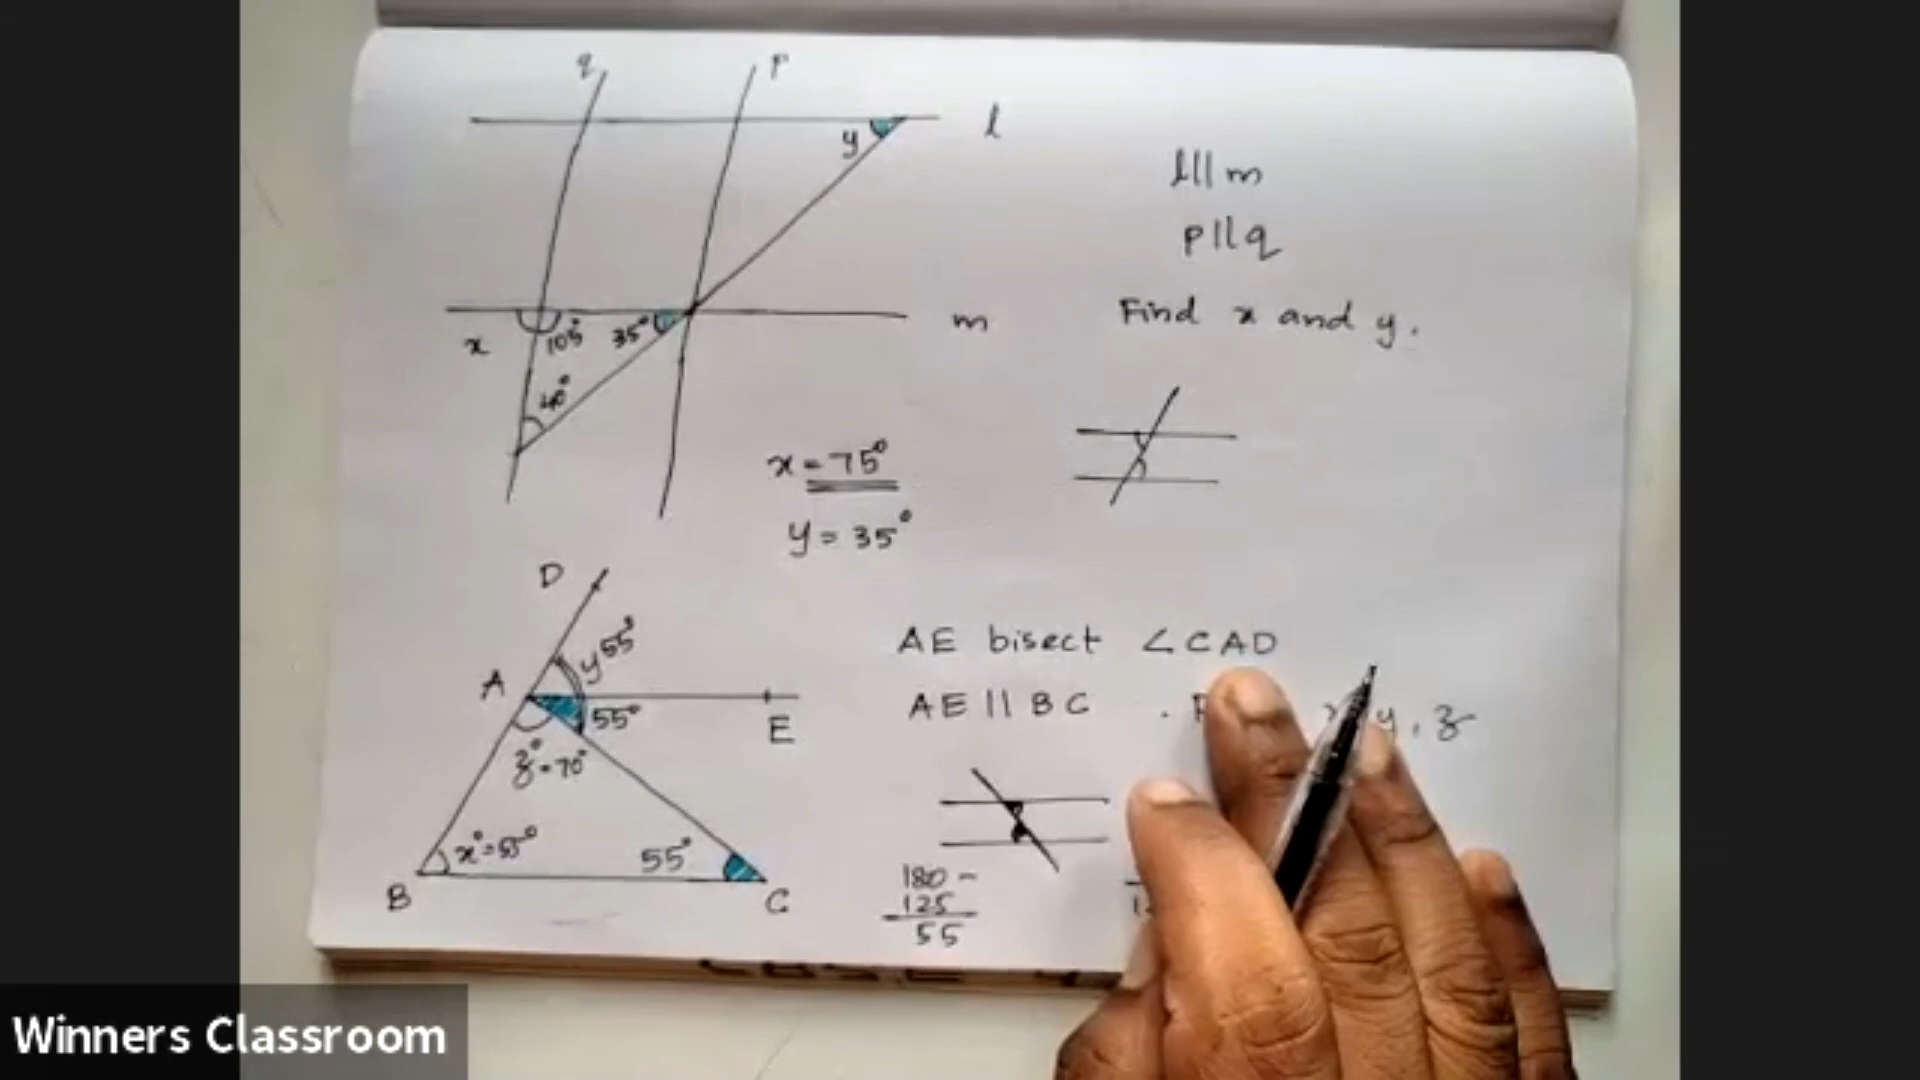 q p
l
y
l||m
p||q
Find x and y.
m
x 105° 35°
40°
x = 75°
y = 35°
D
y 55°
A
55°
E
z° = 70°
x° = 55°
55°
B
C
AE bisect ∠CAD
AE || BC . y, z
180 -
125
55
Winners Classroom